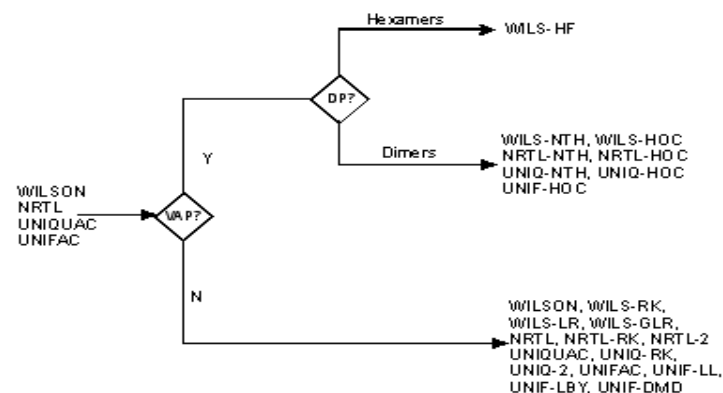 Hexamers
WILS-HF
DP?
Dimers
WILS-NTH, WILS-HOC
NRTL-NTH, NRTL-HOC
UNIQ-NTH, UNIQ-HOC
UNIF-HOC
Y
WILSON
NRTL
UNIQUAC
UNIFAC
VAP?
N
WILSON, WILS-RK,
WILS-LR, WILS-GLR,
NRTL, NRTL-RK, NRTL-2
UNIQUAC, UNIQ-RK,
UNIQ-2, UNIFAC, UNIF-LL,
UNIF-LBY, UNIF-DMD